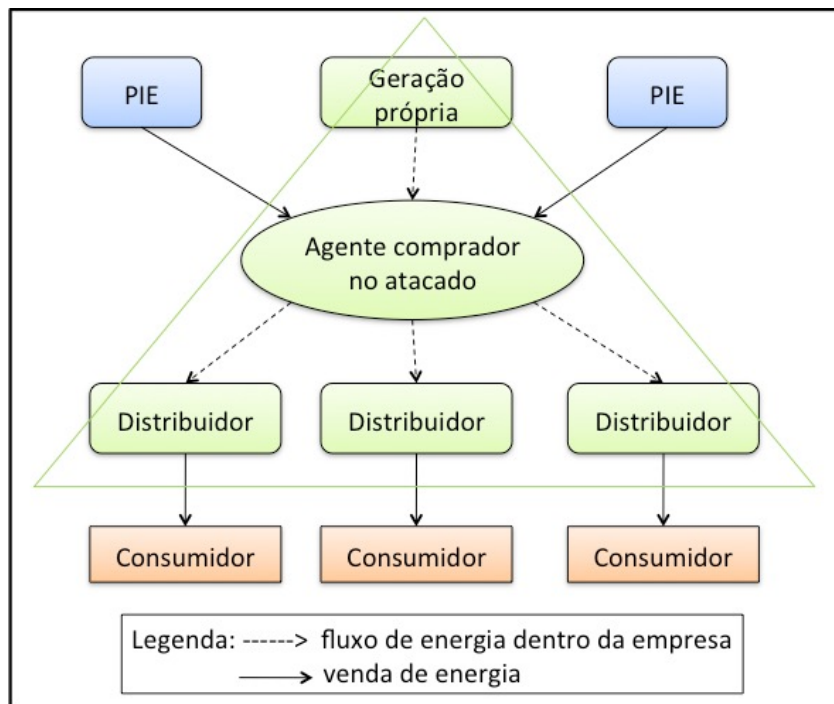 PIE
Geração
própria
PIE
Agente comprador
no atacado
Distribuidor
Distribuidor
Distribuidor
Consumidor
Consumidor
Consumidor
Legenda: ------> fluxo de energia dentro da empresa
venda de energia